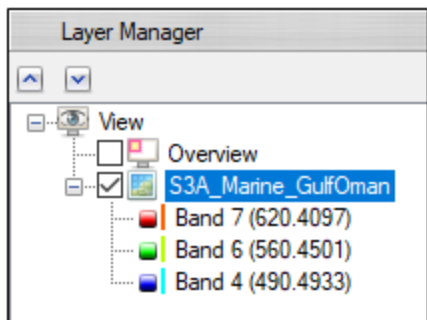 Layer Manager
View
Overview
S3A_Marine_GulfOman
Band 7 (620.4097)
Band 6 (560.4501)
Band 4 (490.4933)